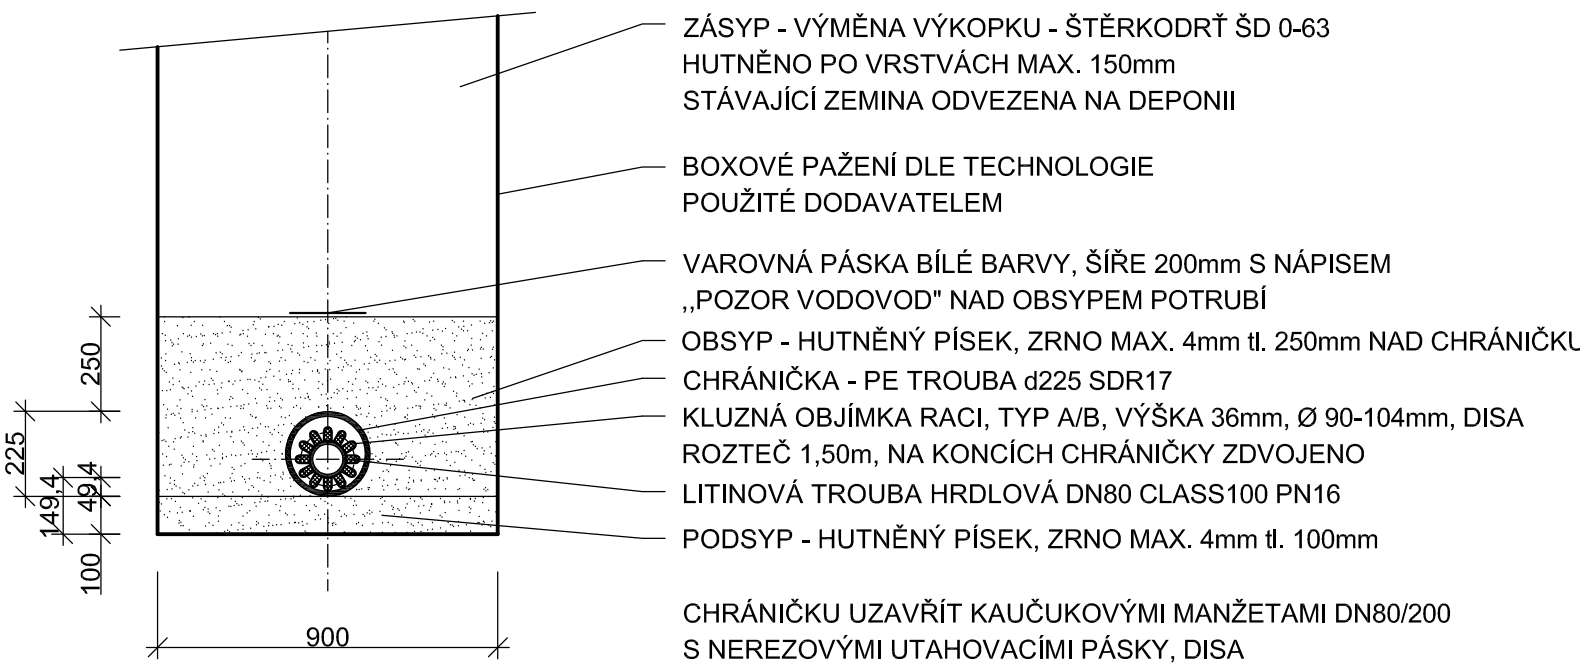 ZÁSYP - VÝMĚNA VÝKOPKU - ŠTĚRKODRŤ ŠD 0-63
HUTNĚNO PO VRSTVÁCH MAX. 150mm
STÁVAJÍCÍ ZEMINA ODVEZENA NA DEPONII
BOXOVÉ PAŽENÍ DLE TECHNOLOGIE
POUŽITÉ DODAVATELEM
VAROVNÁ PÁSKA BÍLÉ BARVY, ŠÍŘE 200mm S NÁPISEM
,,POZOR VODOVOD" NAD OBSYPEM POTRUBÍ
OBSYP - HUTNĚNÝ PÍSEK, ZRNO MAX. 4mm tl. 250mm NAD CHRÁNIČKU
CHRÁNIČKA - PE TROUBA d225 SDR17
KLUZNÁ OBJÍMKA RACI, TYP A/B, VÝŠKA 36mm, Ø 90-104mm, DISA
ROZTEČ 1,50m, NA KONCÍCH CHRÁNIČKY ZDVOJENO
LITINOVÁ TROUBA HRDLOVÁ DN80 CLASS100 PN16
PODSYP - HUTNĚNÝ PÍSEK, ZRNO MAX. 4mm tl. 100mm
CHRÁNIČKU UZAVŘÍT KAUČUKOVÝMI MANŽETAMI DN80/200
S NEREZOVÝMI UTAHOVACÍMI PÁSKY, DISA
250
225
149,4
49,4
100
900